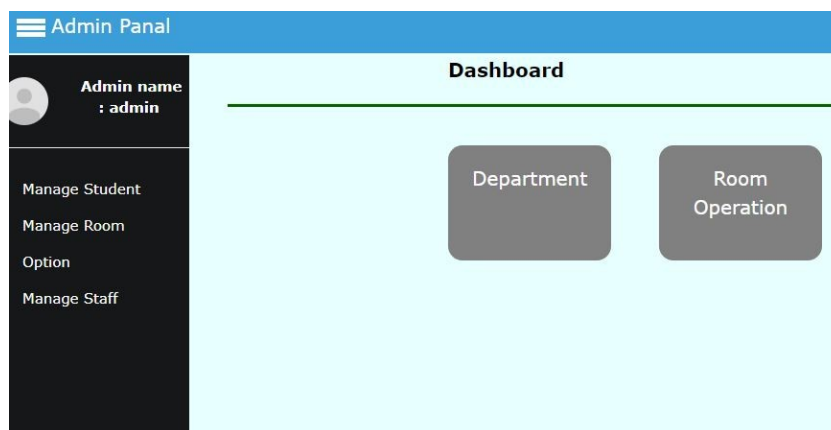 Admin Panal
Admin name
: admin
Manage Student
Manage Room
Option
Manage Staff
Dashboard
Department
Room
Operation